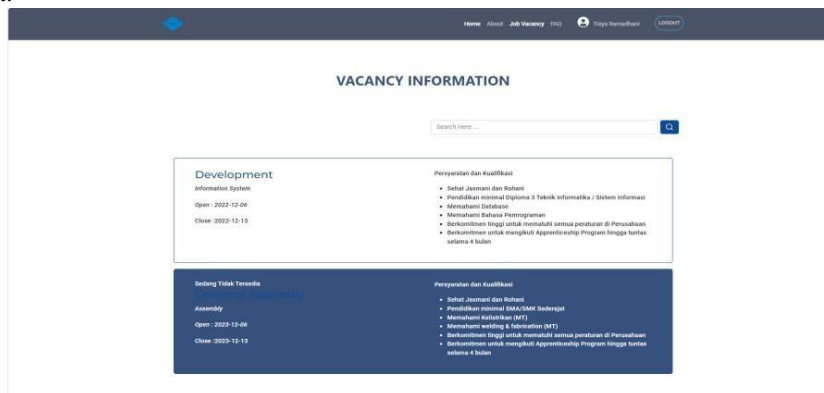 Home About Job Vacancy FAQ Tisya Ramadhani LOGOUT
VACANCY INFORMATION
Search Here ...
Development
Information System
Open : 2022-12-06
Close :2022-12-13
Persyaratan dan Kualifikasi
Sehat Jasmani dan Rohani
Pendidikan minimal Diploma 3 Teknik Informatika / Sistem Informasi
Memahami Database
Memahami Bahasa Pemrograman
Berkomitmen tinggi untuk mematuhi semua peraturan di Perusahaan
Berkomitmen untuk mengikuti Apprenticeship Program hingga tuntas
selama 4 bulan
Sedang Tidak Tersedia
Operator Assembly
Assembly
Open : 2023-12-06
Close :2023-12-13
Persyaratan dan Kualifikasi
Sehat Jasmani dan Rohani
Pendidikan minimal SMA/SMK Sederajat
Memahami Kelistrikan (MT)
Memahami welding & fabrication (MT)
Berkomitmen tinggi untuk mematuhi semua peraturan di Perusahaan
Berkomitmen untuk mengikuti Apprenticeship Program hingga tuntas
selama 4 bulan